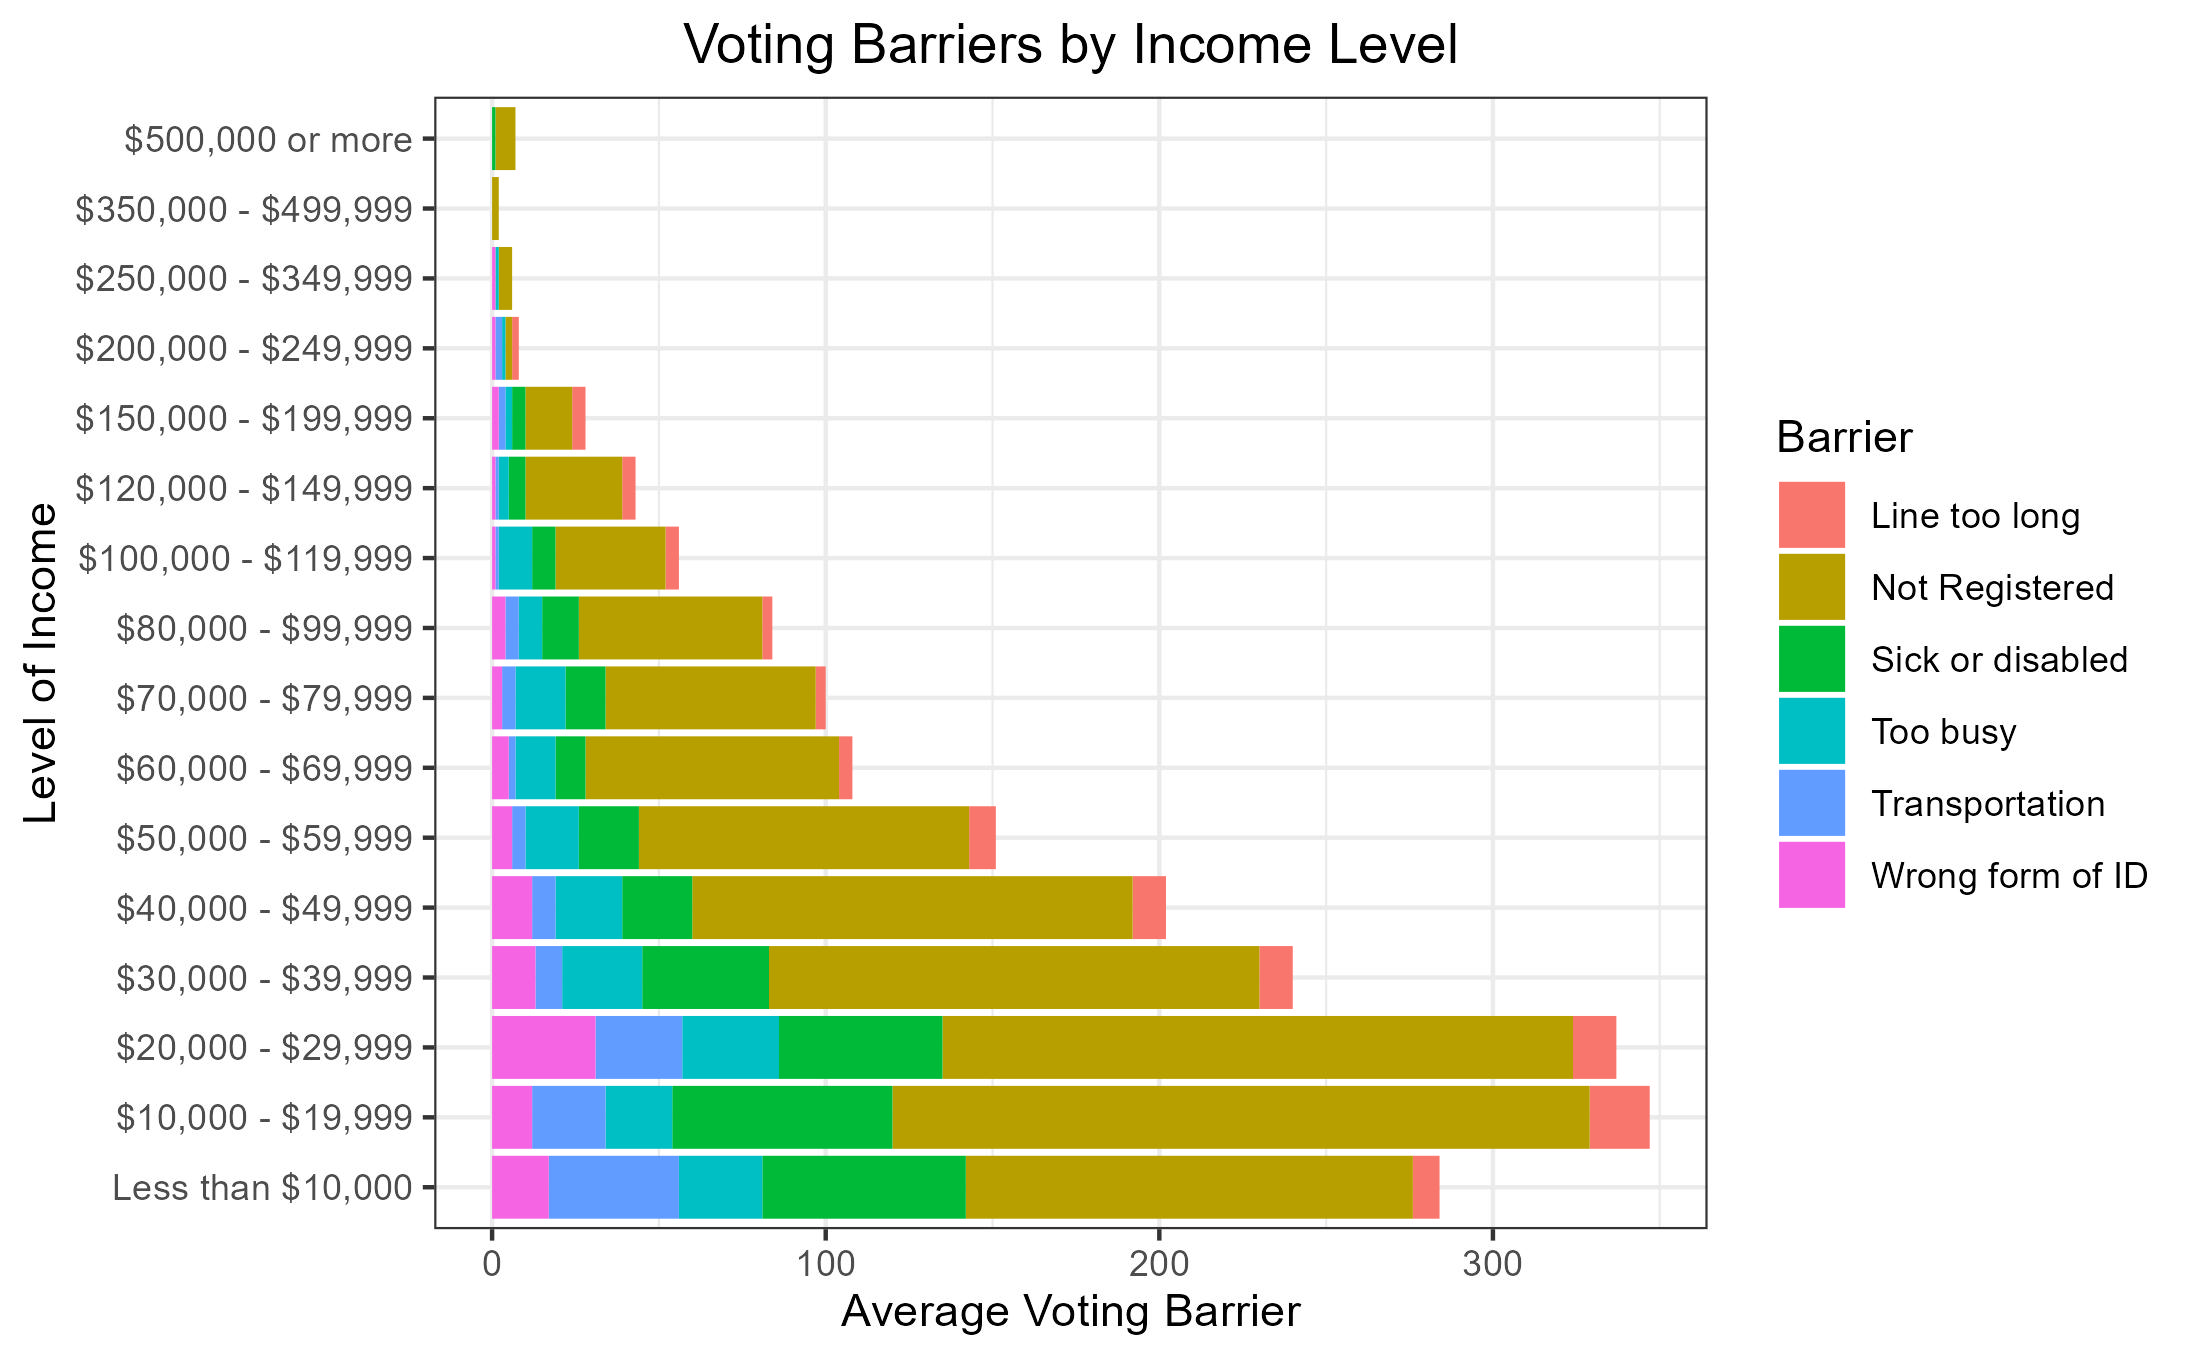 Voting Barriers by Income Level
Level of Income
$500,000 or more
$350,000 - $499,999
$250,000 - $349,999
$200,000 - $249,999
$150,000 - $199,999
$120,000 - $149,999
$100,000 - $119,999
$80,000 - $99,999
$70,000 - $79,999
$60,000 - $69,999
$50,000 - $59,999
$40,000 - $49,999
$30,000 - $39,999
$20,000 - $29,999
$10,000 - $19,999
Less than $10,000
0 100 200 300
Average Voting Barrier
Barrier
Line too long
Not Registered
Sick or disabled
Too busy
Transportation
Wrong form of ID